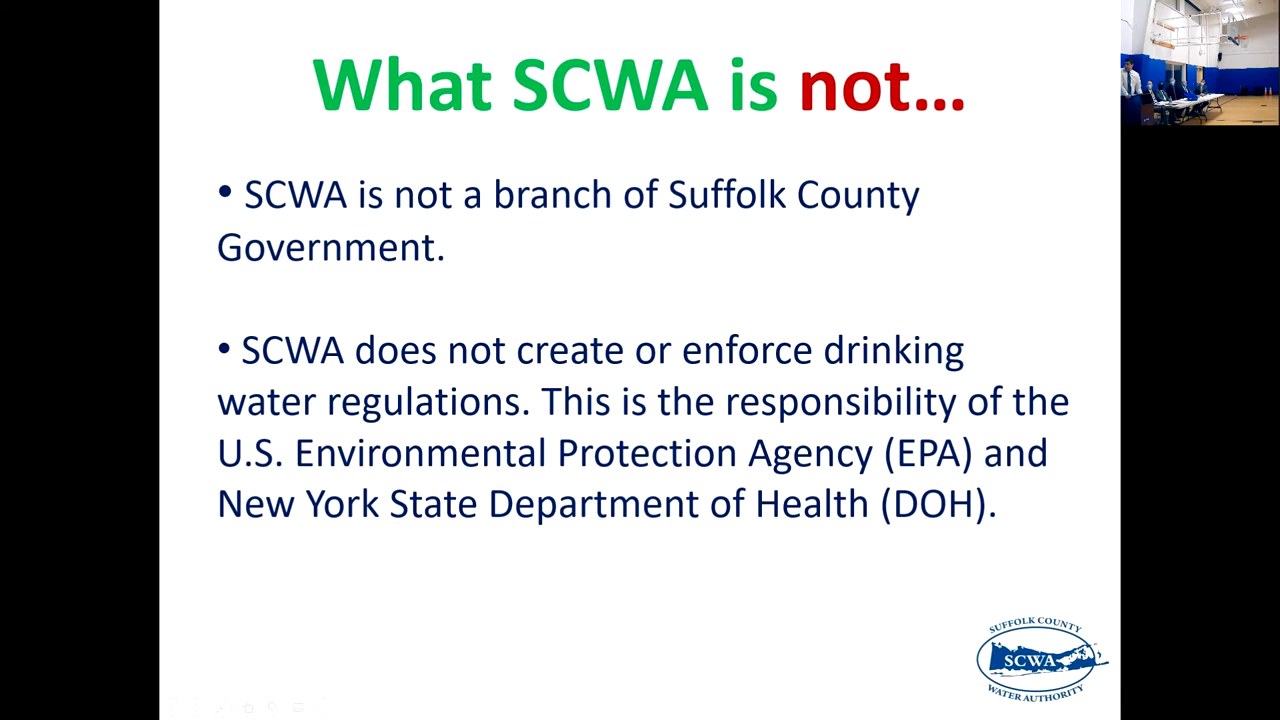 What SCWA is not...
• SCWA is not a branch of Suffolk County
Government.
• SCWA does not create or enforce drinking
water regulations. This is the responsibility of the
U.S. Environmental Protection Agency (EPA) and
New York State Department of Health (DOH).
SUFFOLK COUNTY
SCWA
WATER AUTHORITY